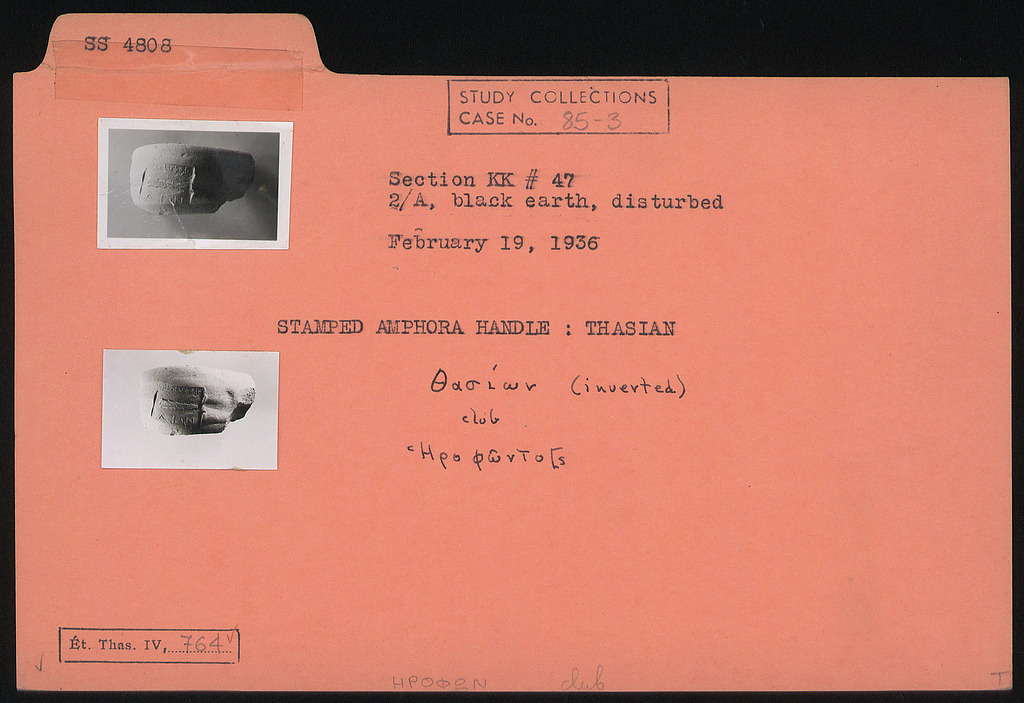 SS 4808
STUDY COLLECTIONS
CASE No. 85-3
Section KK # 47
2/A, black earth, disturbed
February 19, 1936
STAMPED AMPHORA HANDLE : THASIAN
Θασίων (inverted)
club
Ἡροφῶντο[ς
Ét. Thas. IV, 764
ΗΡΟΦΩΝ club
T